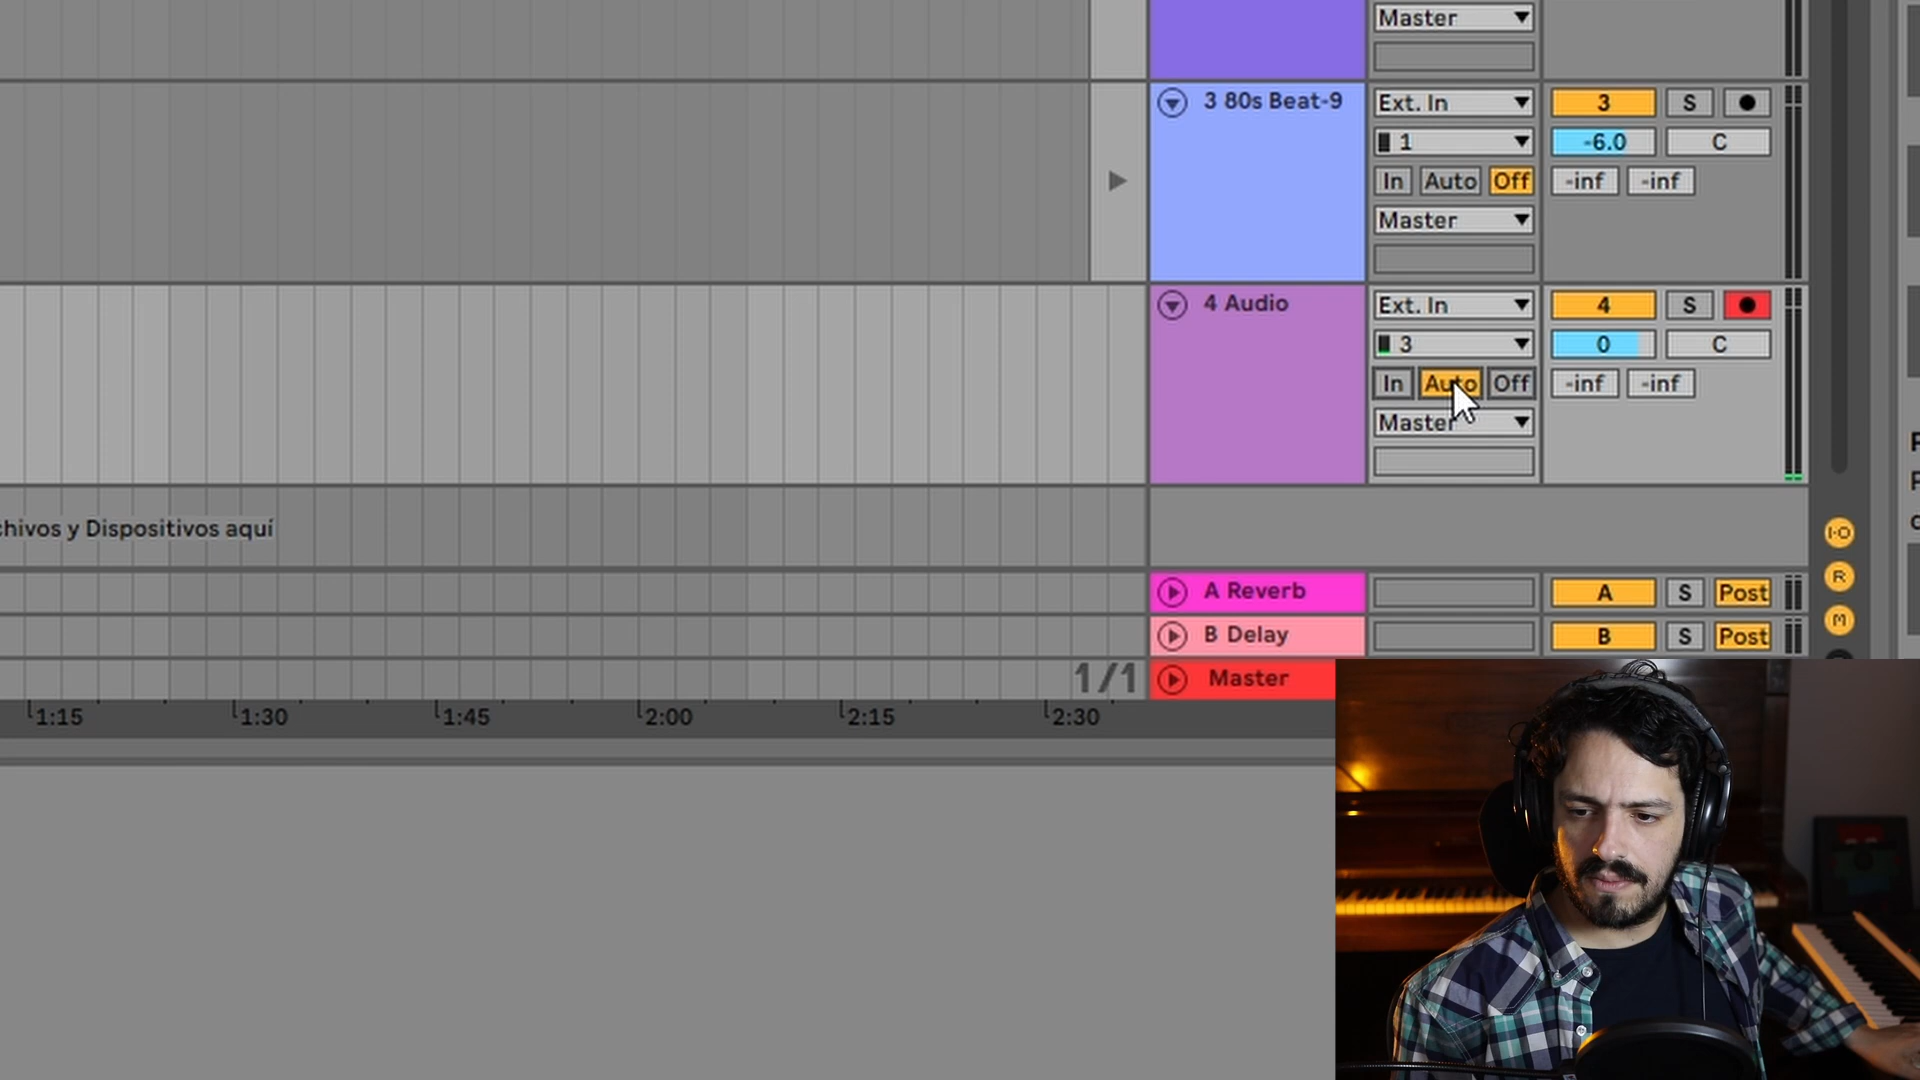 Master
3 80s Beat-9
Ext. In
3
S
1
-6.0
C
In
Auto
Off
-inf
-inf
Master
4 Audio
Ext. In
4
S
3
0
C
In
Auto
Off
-inf
-inf
Master
chivos y Dispositivos aquí
I·O
A Reverb
A
S
Post
R
B Delay
B
S
Post
M
1/1
Master
1:15
1:30
1:45
2:00
2:15
2:30